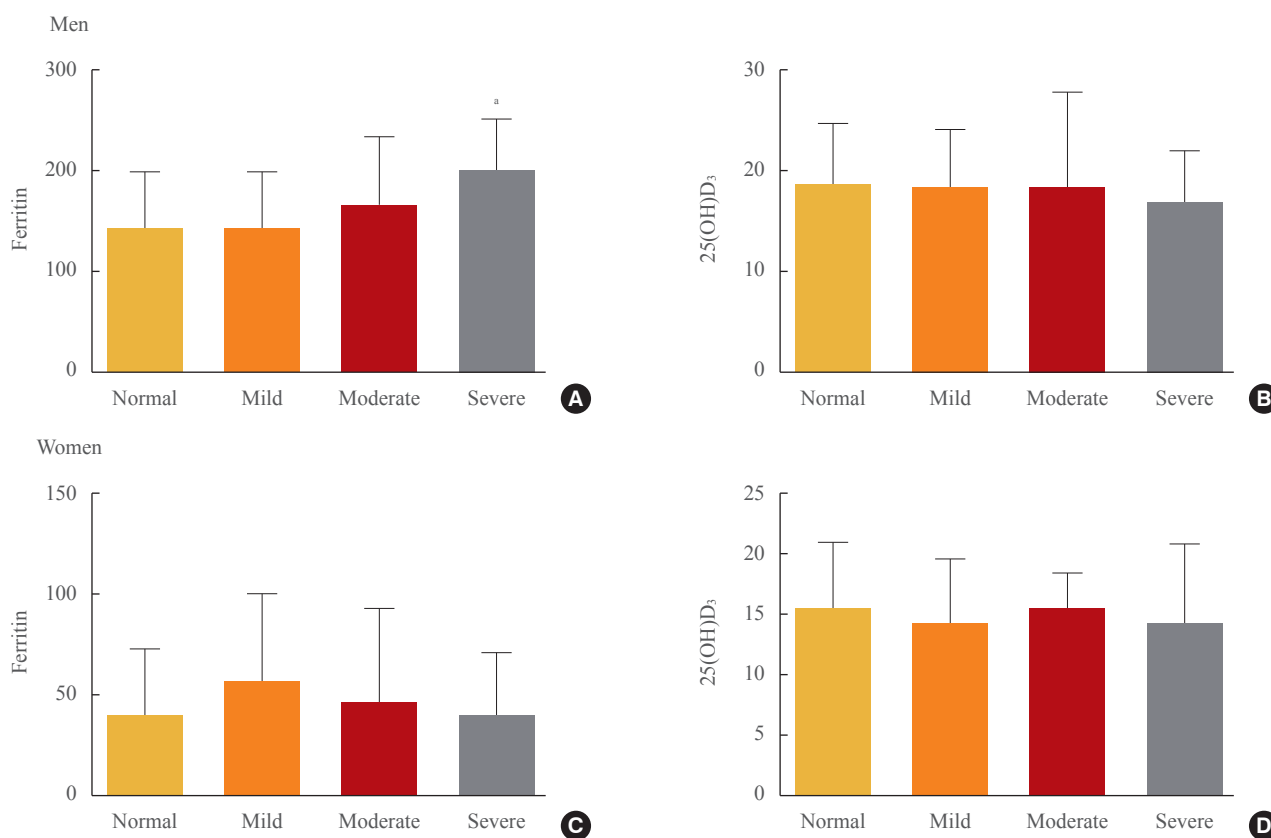 Men
300
200
100
0
Ferritin
a
Normal Mild Moderate Severe
A
30
20
10
0
25(OH)D₃
Normal Mild Moderate Severe
B
Women
150
100
50
0
Ferritin
Normal Mild Moderate Severe
C
25
20
15
10
5
0
25(OH)D₃
Normal Mild Moderate Severe
D